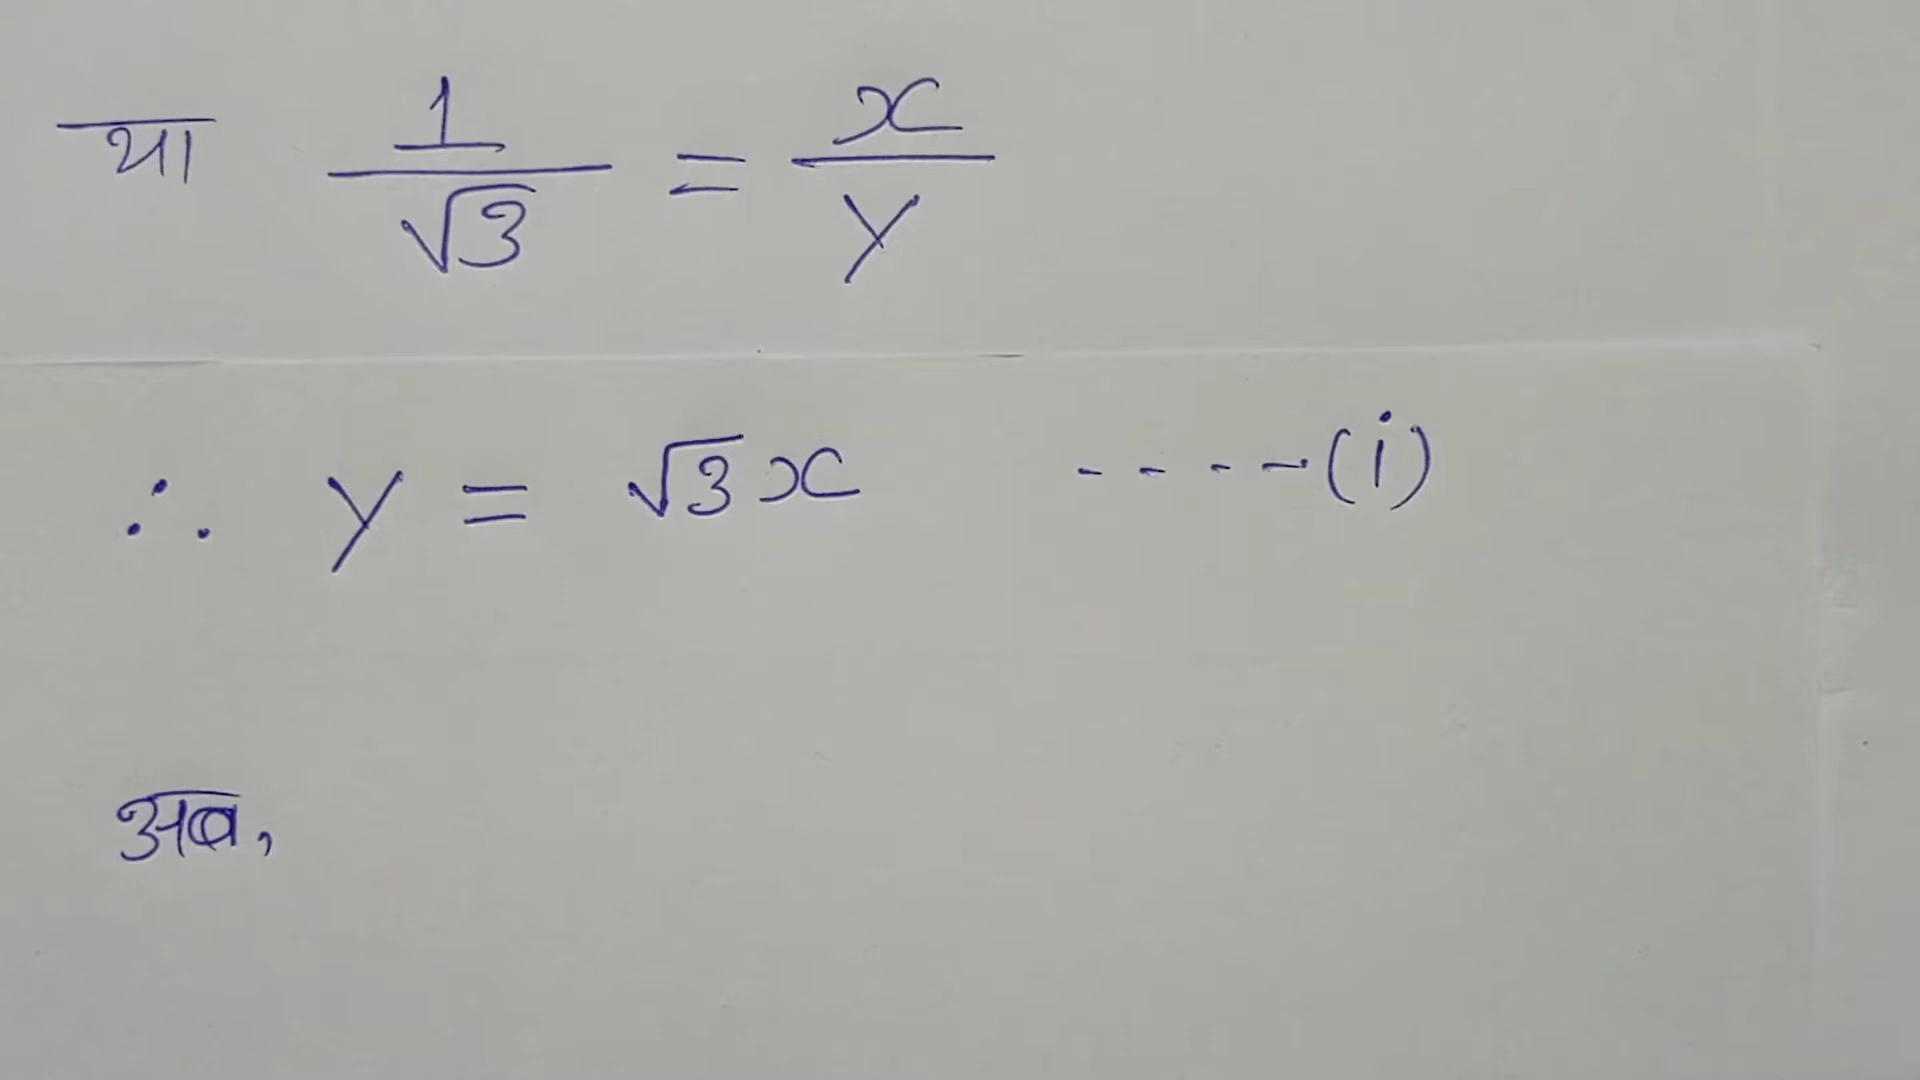 या 1/√3 = x/y
∴ y = √3x ----(i)
अब,